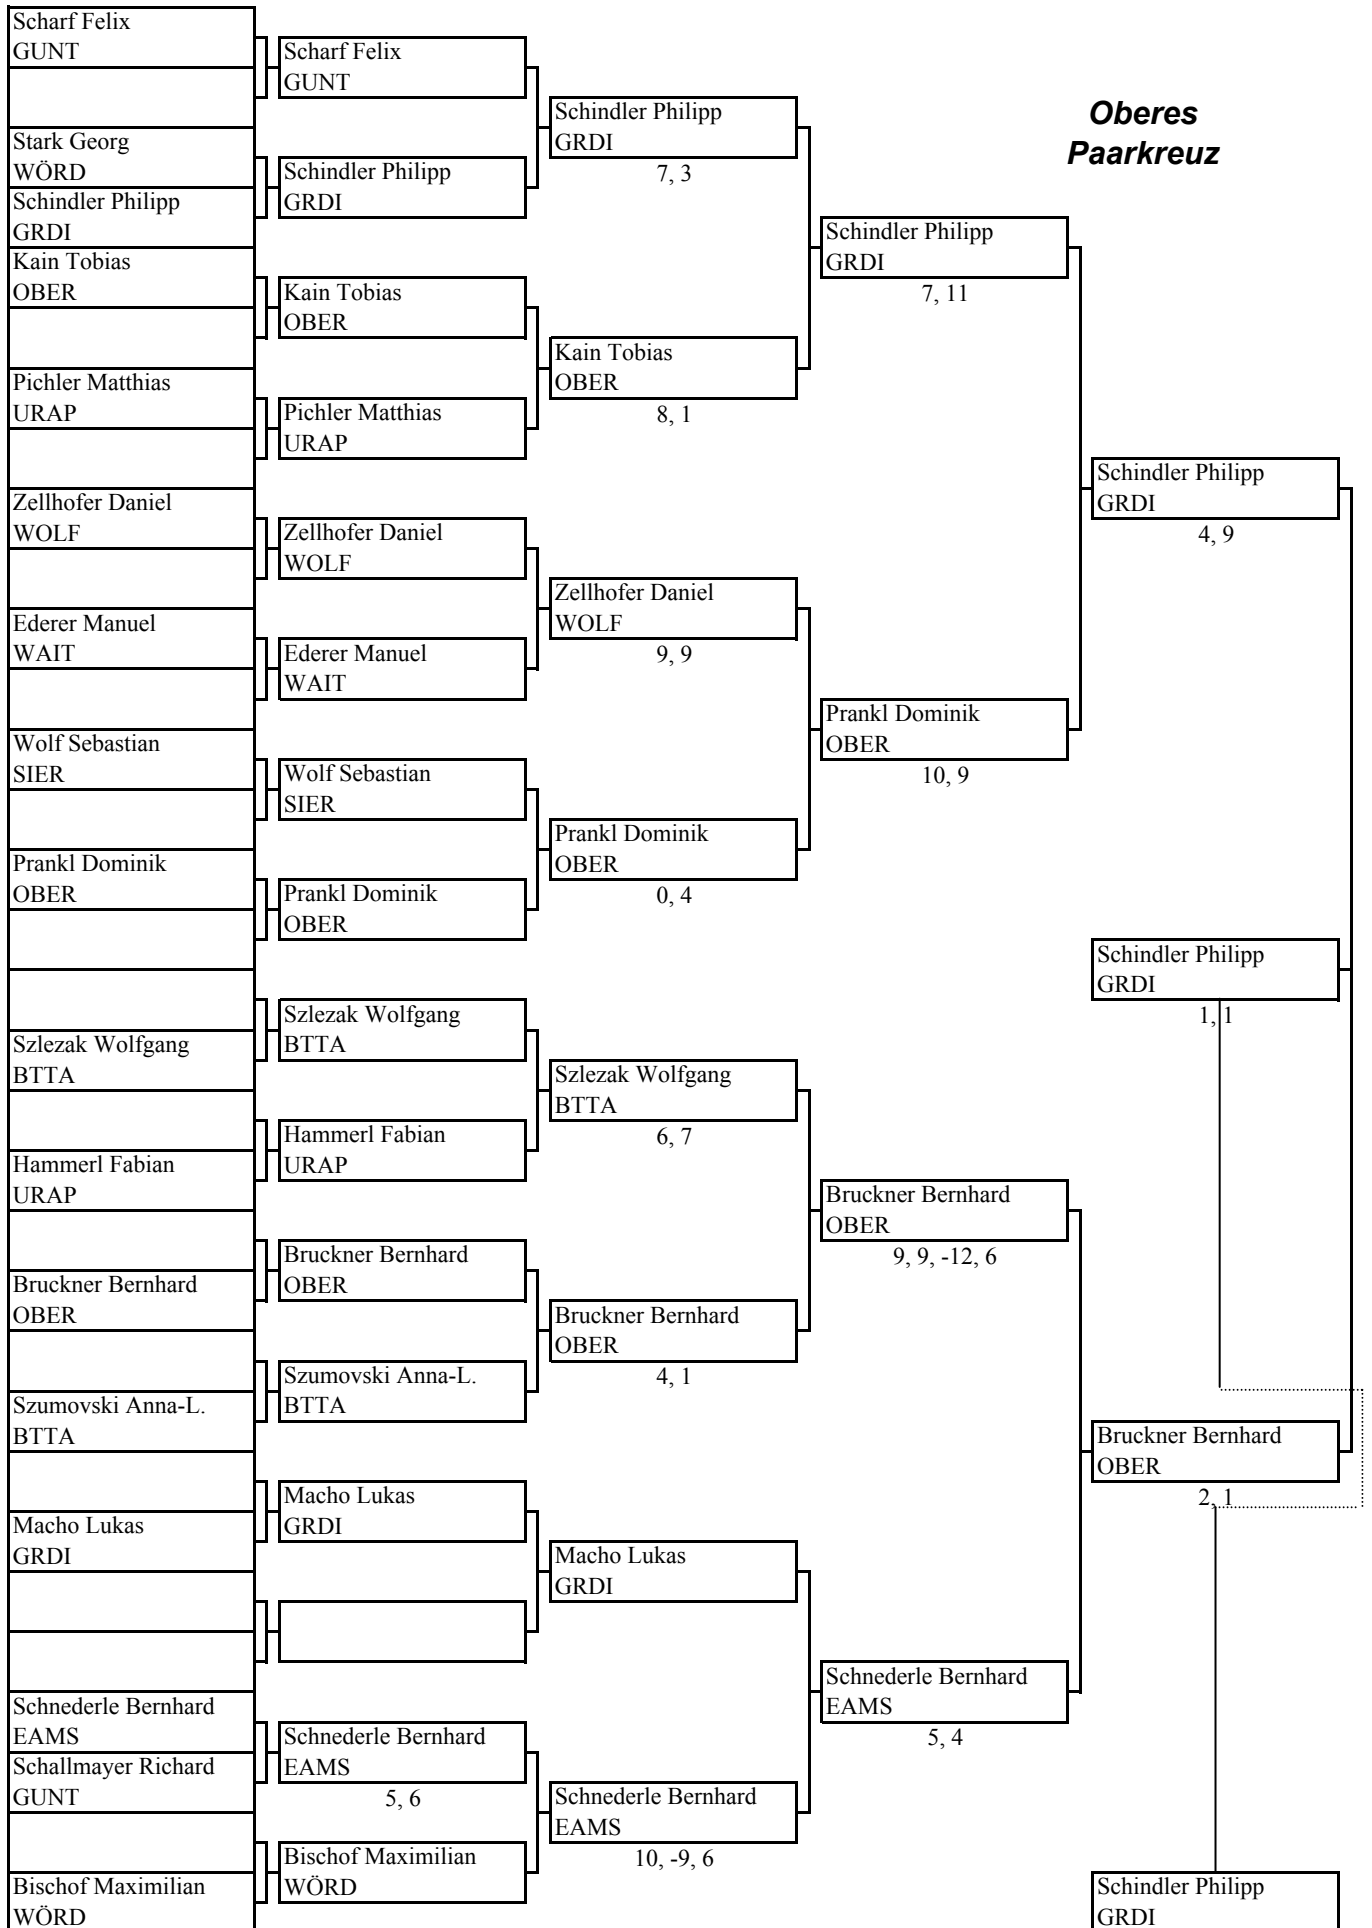 Scharf Felix
GUNT
Stark Georg
WÖRD
Schindler Philipp
GRDI
Kain Tobias
OBER
Pichler Matthias
URAP
Zellhofer Daniel
WOLF
Ederer Manuel
WAIT
Wolf Sebastian
SIER
Prankl Dominik
OBER
Szlezak Wolfgang
BTTA
Hammerl Fabian
URAP
Bruckner Bernhard
OBER
Szumovski Anna-L.
BTTA
Macho Lukas
GRDI
Schnederle Bernhard
EAMS
Schallmayer Richard
GUNT
Bischof Maximilian
WÖRD
Scharf Felix
GUNT
Schindler Philipp
GRDI
Kain Tobias
OBER
Pichler Matthias
URAP
Zellhofer Daniel
WOLF
Ederer Manuel
WAIT
Wolf Sebastian
SIER
Prankl Dominik
OBER
Szlezak Wolfgang
BTTA
Hammerl Fabian
URAP
Bruckner Bernhard
OBER
Szumovski Anna-L.
BTTA
Macho Lukas
GRDI
Schnederle Bernhard
EAMS
5, 6
Bischof Maximilian
WÖRD
Schindler Philipp
GRDI
7, 3
Kain Tobias
OBER
8, 1
Zellhofer Daniel
WOLF
9, 9
Prankl Dominik
OBER
0, 4
Szlezak Wolfgang
BTTA
6, 7
Bruckner Bernhard
OBER
4, 1
Macho Lukas
GRDI
Schnederle Bernhard
EAMS
10, -9, 6
Schindler Philipp
GRDI
7, 11
Prankl Dominik
OBER
10, 9
Bruckner Bernhard
OBER
9, 9, -12, 6
Schnederle Bernhard
EAMS
5, 4
Oberes
Paarkreuz
Schindler Philipp
GRDI
4, 9
Schindler Philipp
GRDI
1, 1
Bruckner Bernhard
OBER
2, 1
Schindler Philipp
GRDI